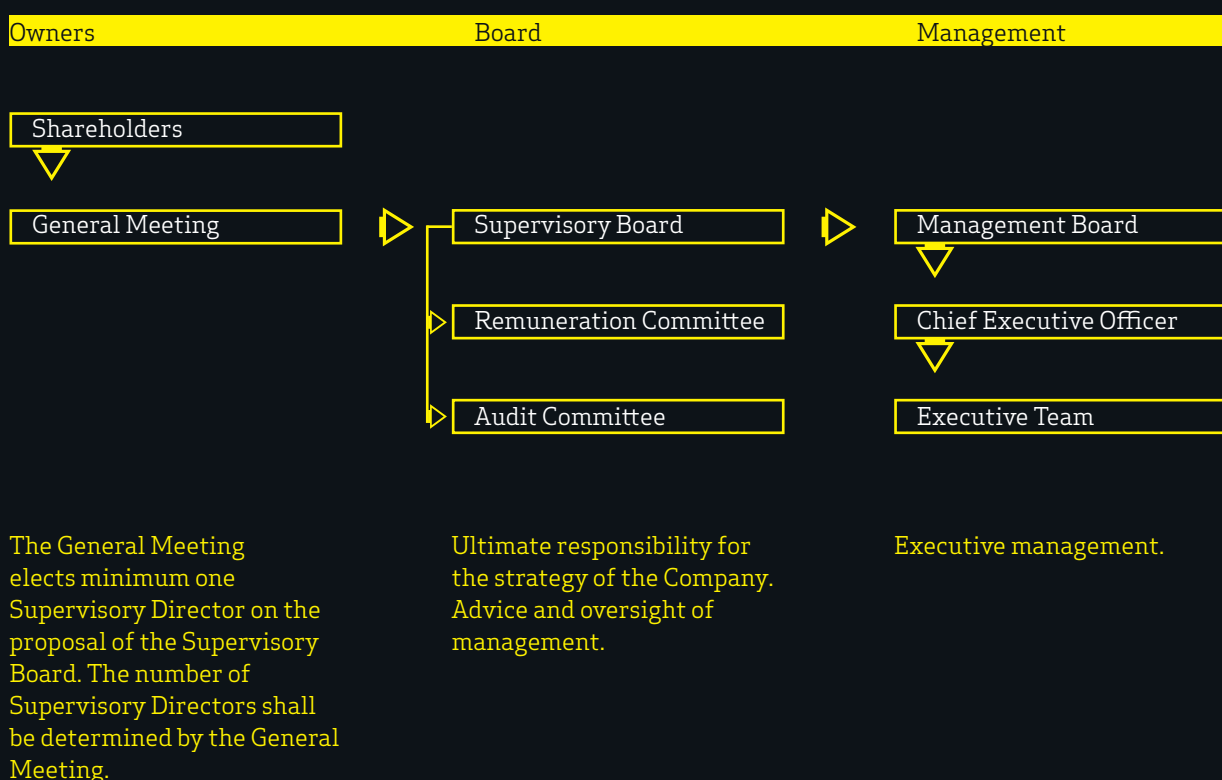 Owners
Board
Management
Shareholders
General Meeting
Supervisory Board
Management Board
Remuneration Committee
Chief Executive Officer
Audit Committee
Executive Team
The General Meeting
elects minimum one
Supervisory Director on the
proposal of the Supervisory
Board. The number of
Supervisory Directors shall
be determined by the General
Meeting.
Ultimate responsibility for
the strategy of the Company.
Advice and oversight of
management.
Executive management.